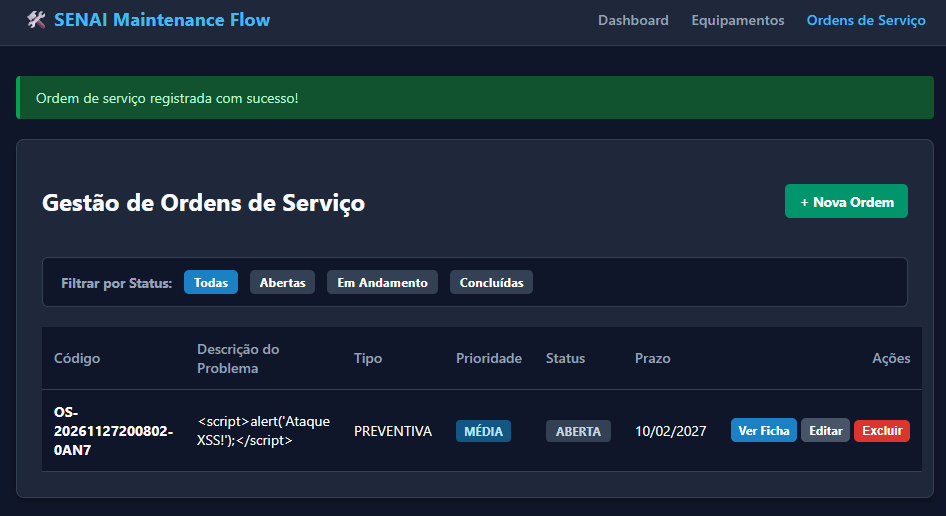 🛠️ SENAI Maintenance Flow
Dashboard Equipamentos Ordens de Serviço
Ordem de serviço registrada com sucesso!
Gestão de Ordens de Serviço
+ Nova Ordem
Filtrar por Status: Todas Abertas Em Andamento Concluídas
Código Descrição do Problema Tipo Prioridade Status Prazo Ações
OS-
20261127200802-
0AN7
<script>alert('Ataque
XSS!');</script>
PREVENTIVA
MÉDIA
ABERTA
10/02/2027
Ver Ficha Editar Excluir